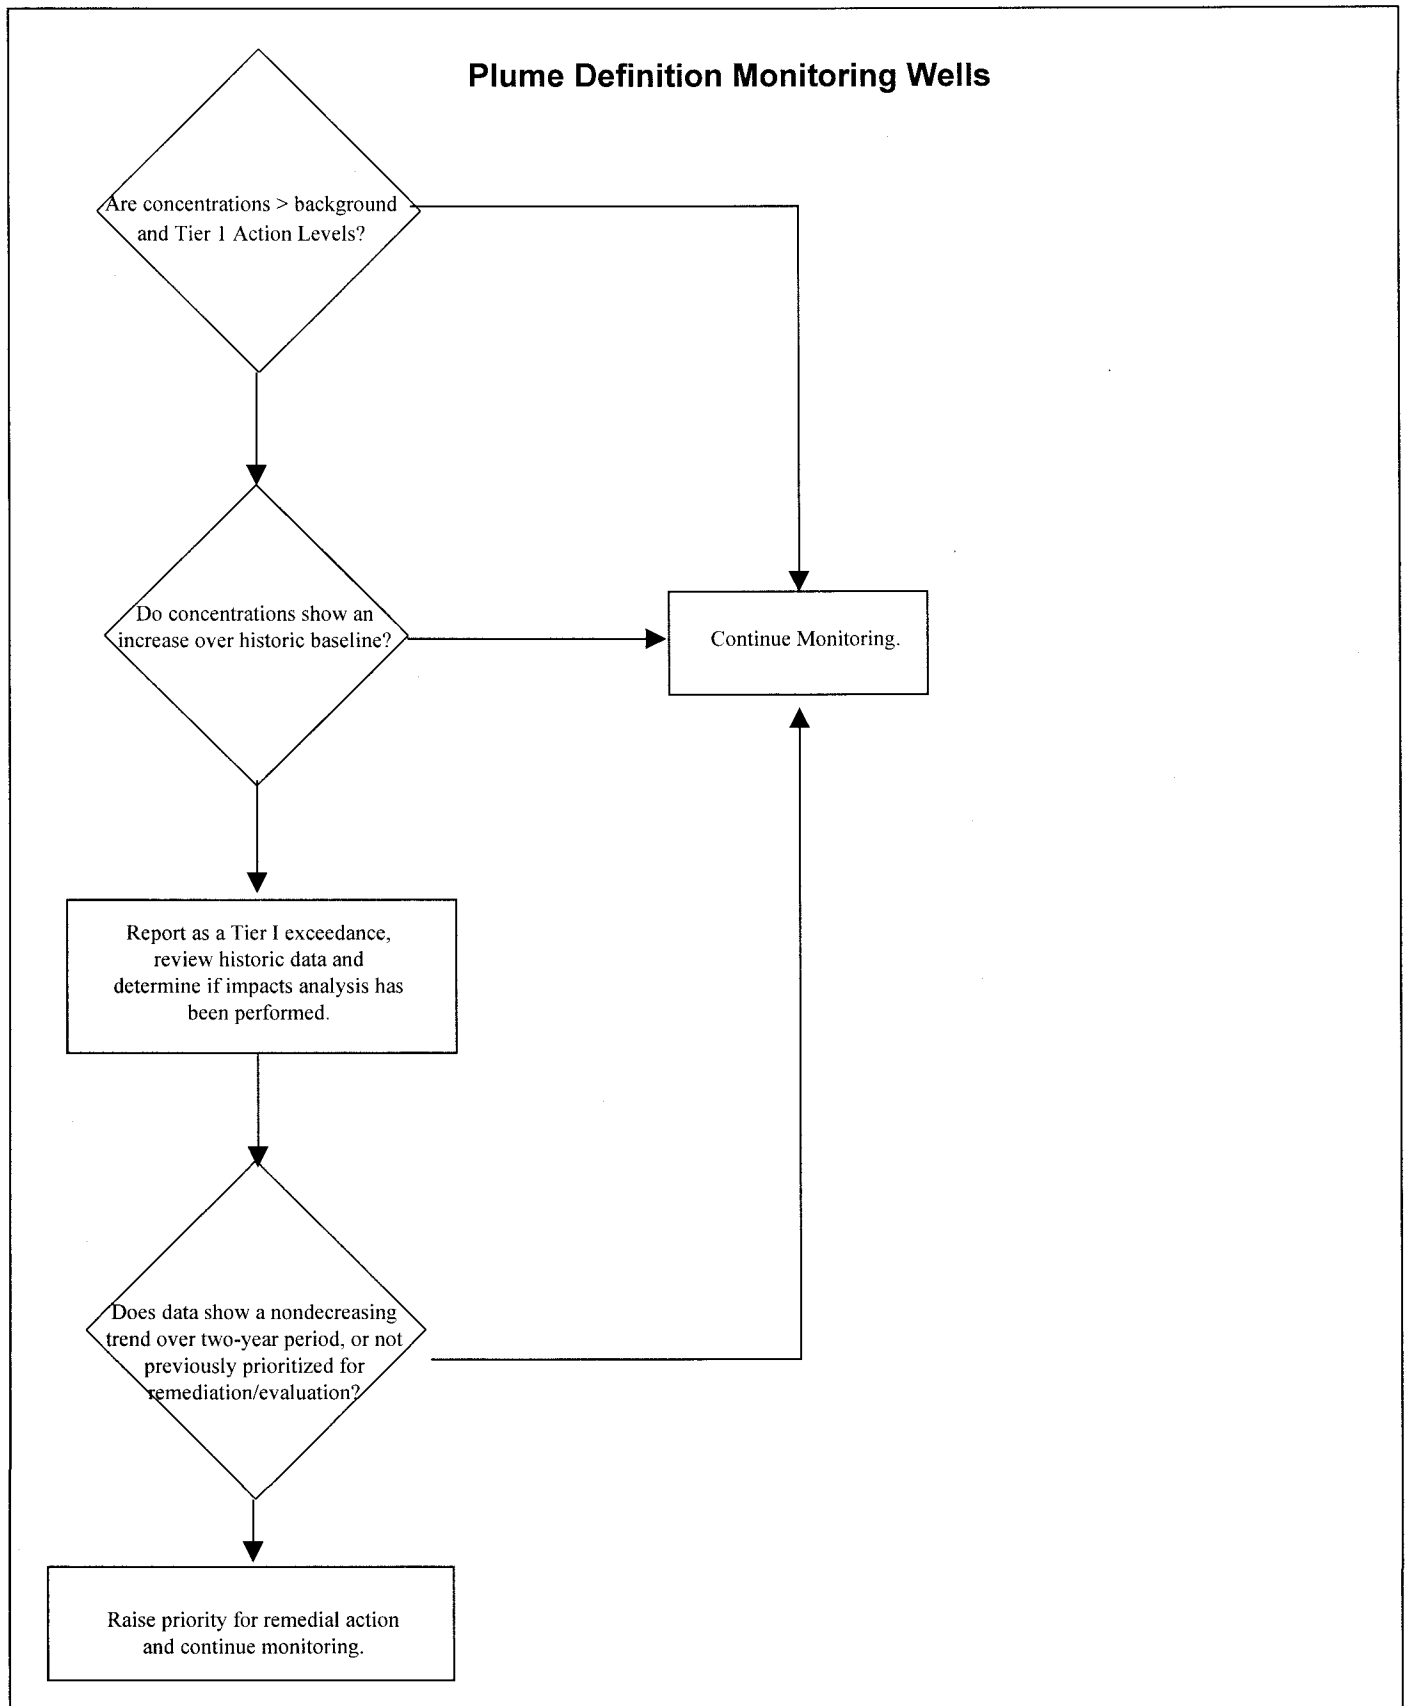 Plume Definition Monitoring Wells
Are concentrations > background
and Tier 1 Action Levels?
Do concentrations show an
increase over historic baseline?
Continue Monitoring.
Report as a Tier I exceedance,
review historic data and
determine if impacts analysis has
been performed.
Does data show a nondecreasing
trend over two-year period, or not
previously prioritized for
remediation/evaluation?
Raise priority for remedial action
and continue monitoring.